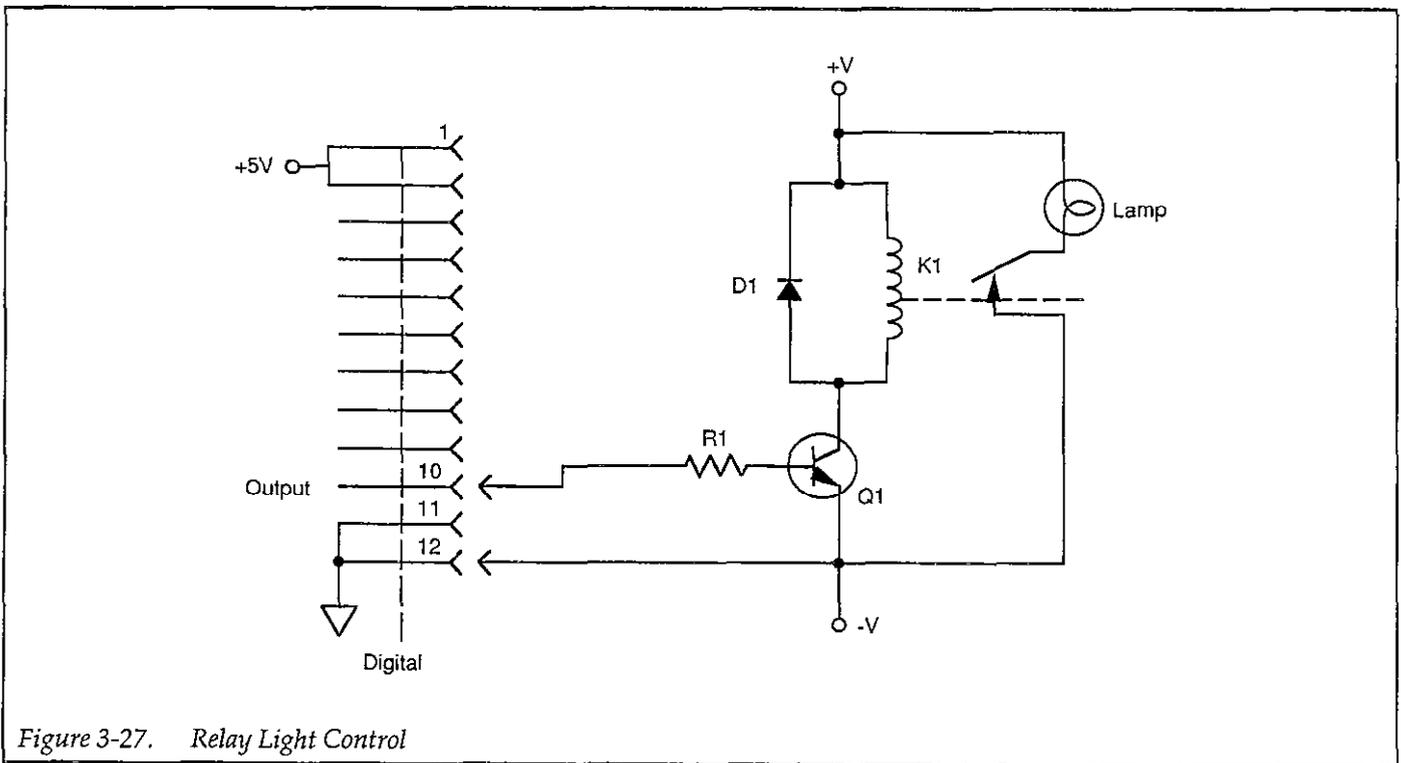 +V
1
+5V
Lamp
K1
D1
R1
10
Output
Q1
11
12
-V
Digital
Figure 3-27. Relay Light Control